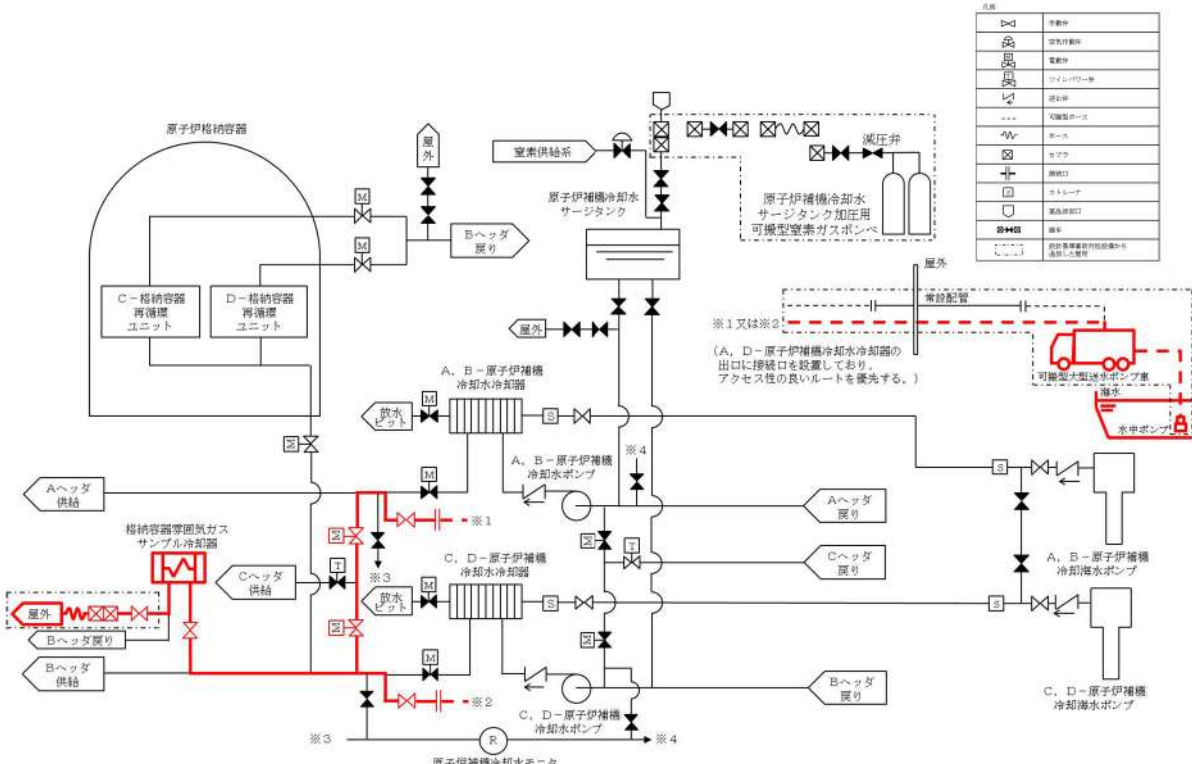 凡例
手動弁
空気作動弁
電動弁
ツインパワー弁
逆止弁
可搬型ホース
ホース
カプラ
接続口
S
ストレーナ
薬品添加口
継手
設計基準事故対処設備から
追加した箇所
原子炉格納容器
屋外
M
M
Bヘッダ
戻り
C-格納容器
再循環
ユニット
D-格納容器
再循環
ユニット
M
窒素供給系
原子炉補機冷却水
サージタンク
減圧弁
原子炉補機冷却水
サージタンク加圧用
可搬型窒素ガスボンベ
屋外
屋外
常設配管
※1又は※2
(A,D-原子炉補機冷却水冷却器の
出口に接続口を設置しており、
アクセス性の良いルートを優先する。)
可搬型大型送水ポンプ車
海水
水中ポンプ
A,B-原子炉補機
冷却水冷却器
放水
ピット
M
S
M
A,B-原子炉補機
冷却水ポンプ
※4
S
Aヘッダ
供給
Aヘッダ
戻り
※1
M
M
T
Cヘッダ
戻り
A,B-原子炉補機
冷却海水ポンプ
格納容器雰囲気ガス
サンプル冷却器
※3
T
Cヘッダ
供給
C,D-原子炉補機
冷却水冷却器
放水
ピット
M
S
S
屋外
Bヘッダ戻り
M
M
M
Bヘッダ
供給
Bヘッダ
戻り
※2
C,D-原子炉補機
冷却水ポンプ
C,D-原子炉補機
冷却海水ポンプ
※3
R
※4
原子炉補機冷却水モニタ